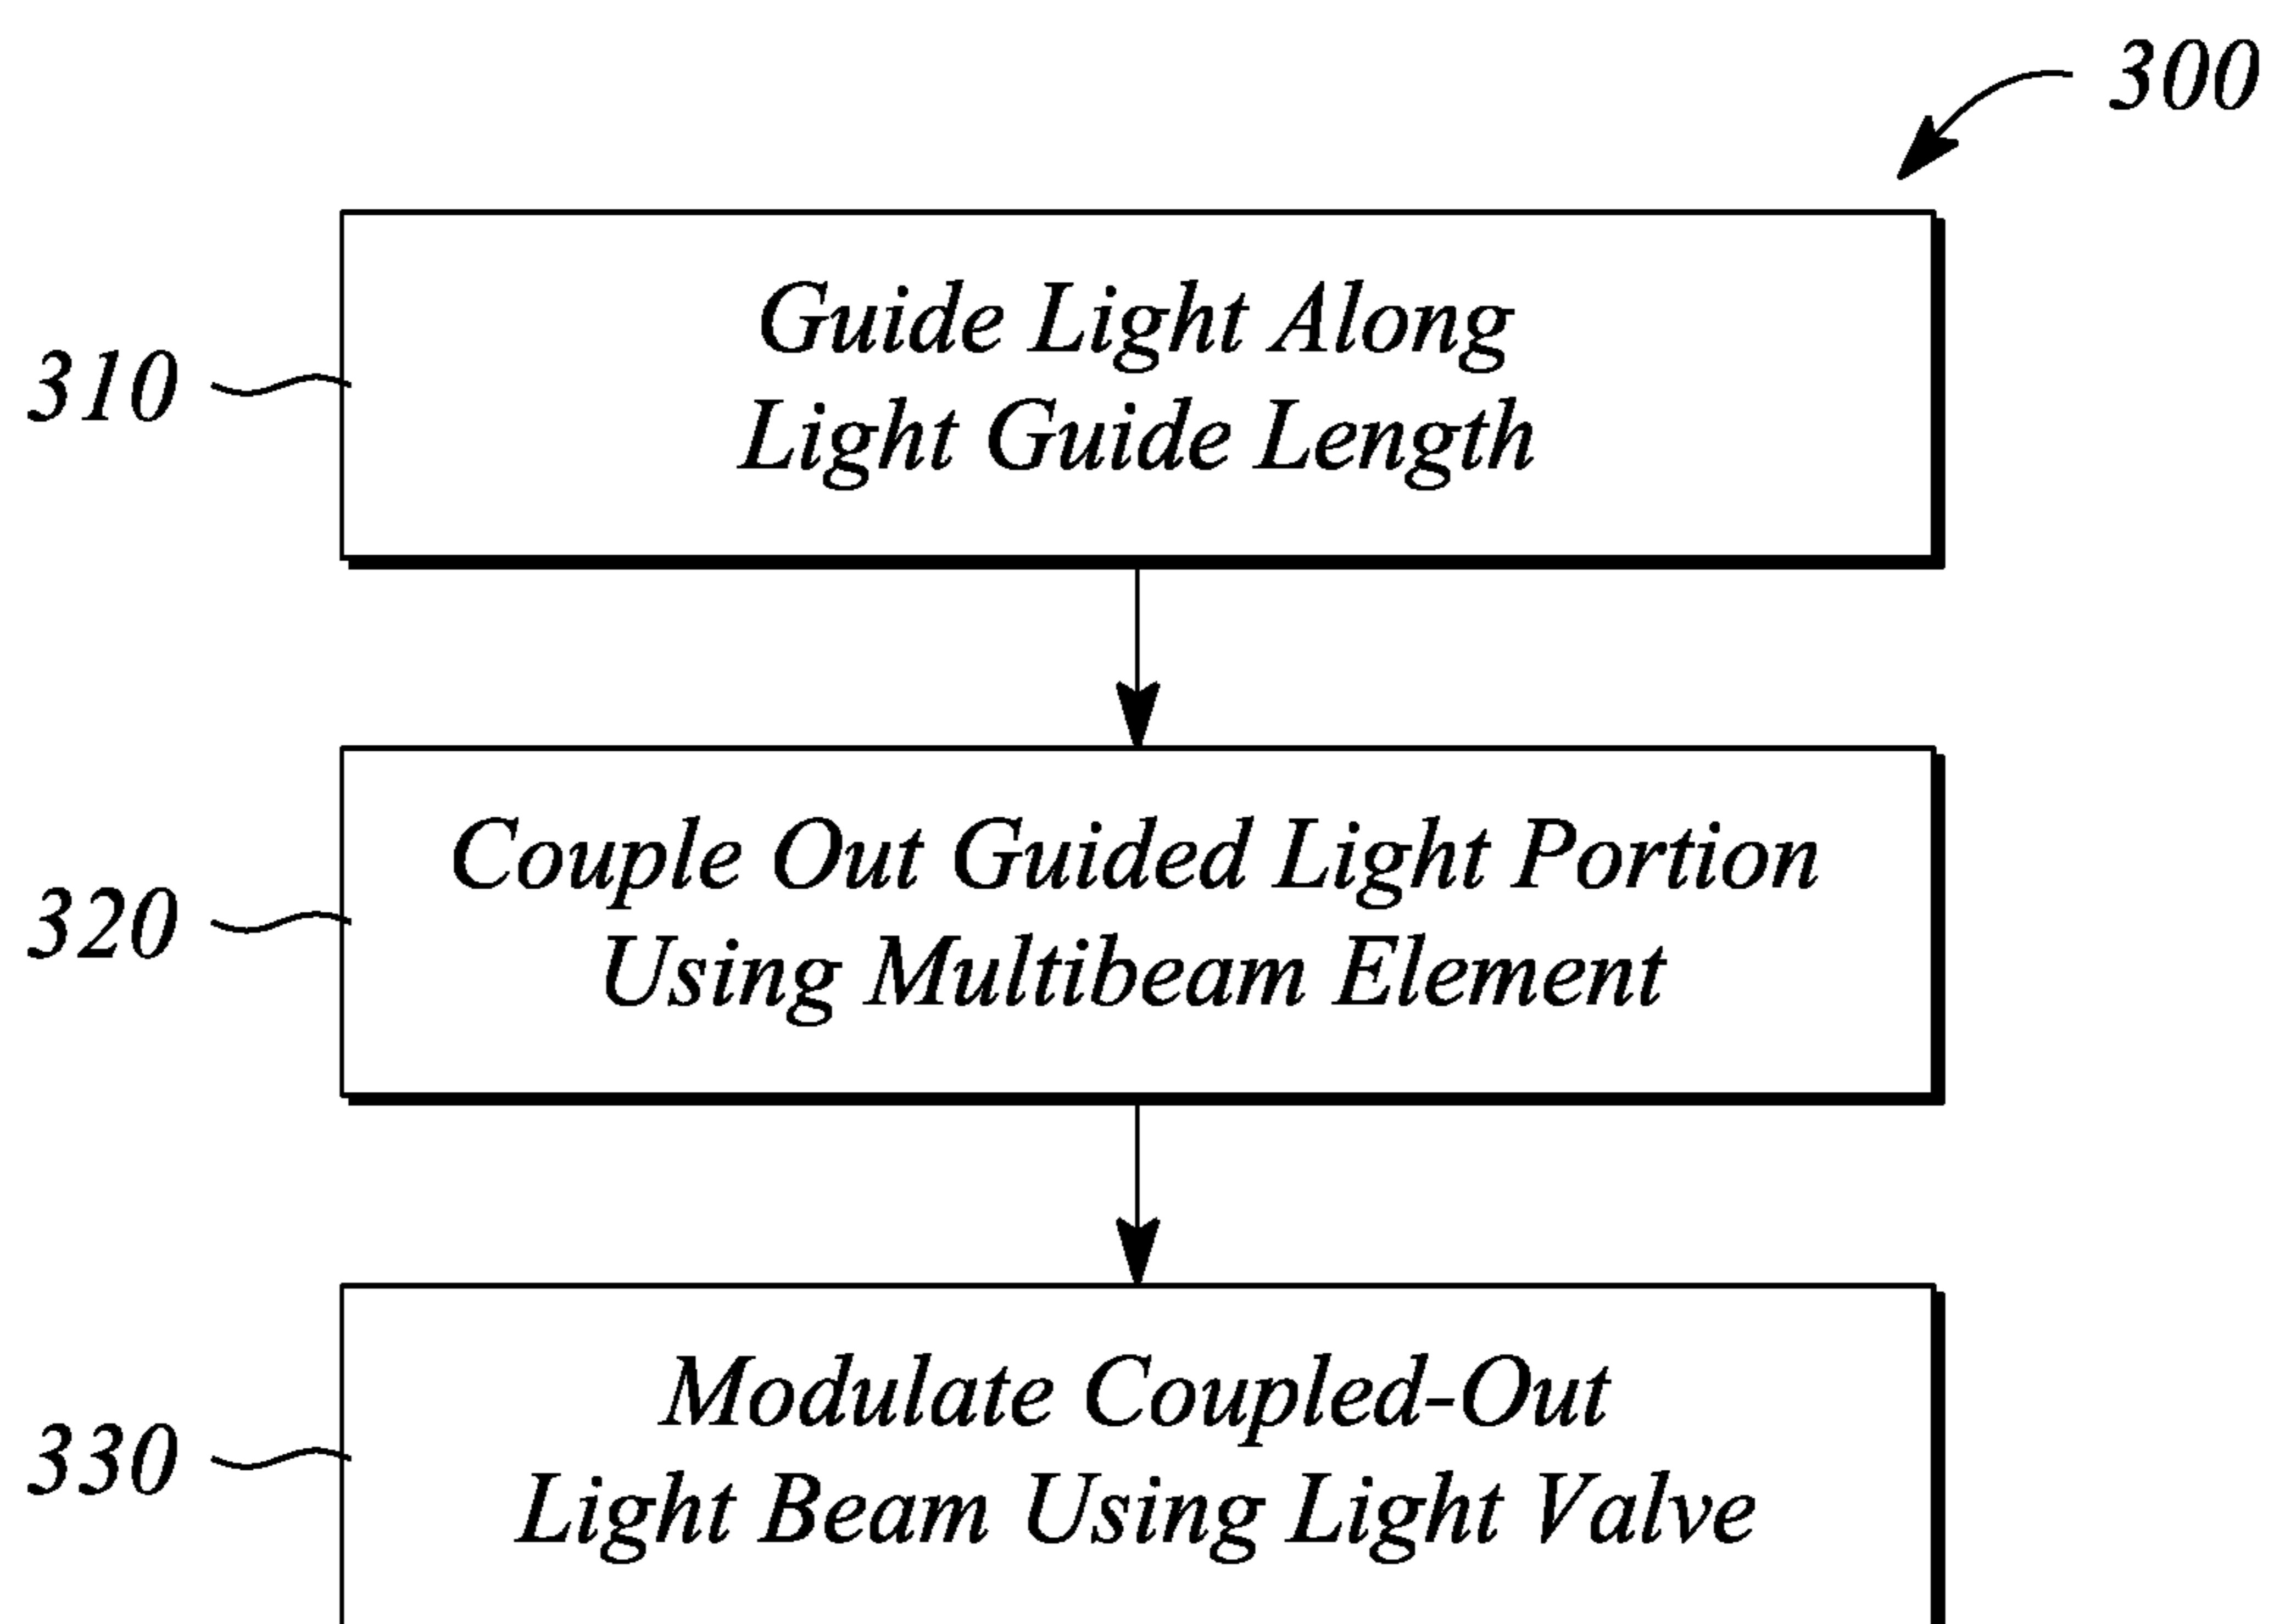 300
310
Guide Light Along
Light Guide Length
320
Couple Out Guided Light Portion
Using Multibeam Element
330
Modulate Coupled-Out
Light Beam Using Light Valve